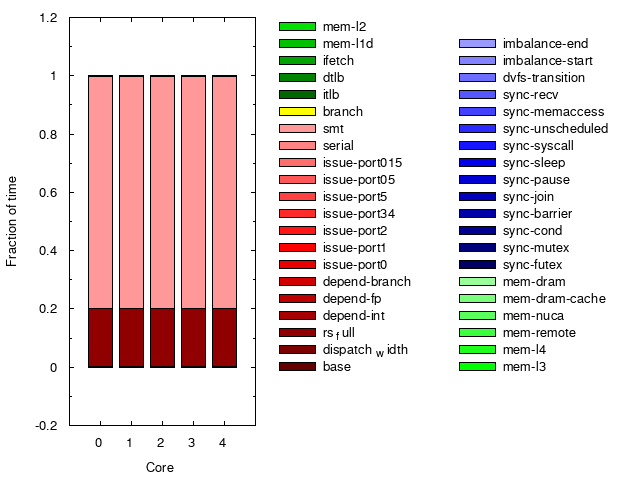 1.2
1
0.8
0.6
0.4
0.2
0
-0.2
Fraction of time
0 1 2 3 4
Core
mem-l2
mem-l1d
ifetch
dtlb
itlb
branch
smt
serial
issue-port015
issue-port05
issue-port5
issue-port34
issue-port2
issue-port1
issue-port0
depend-branch
depend-fp
depend-int
rsfull
dispatchwidth
base
imbalance-end
imbalance-start
dvfs-transition
sync-recv
sync-memaccess
sync-unscheduled
sync-syscall
sync-sleep
sync-pause
sync-join
sync-barrier
sync-cond
sync-mutex
sync-futex
mem-dram
mem-dram-cache
mem-nuca
mem-remote
mem-l4
mem-l3